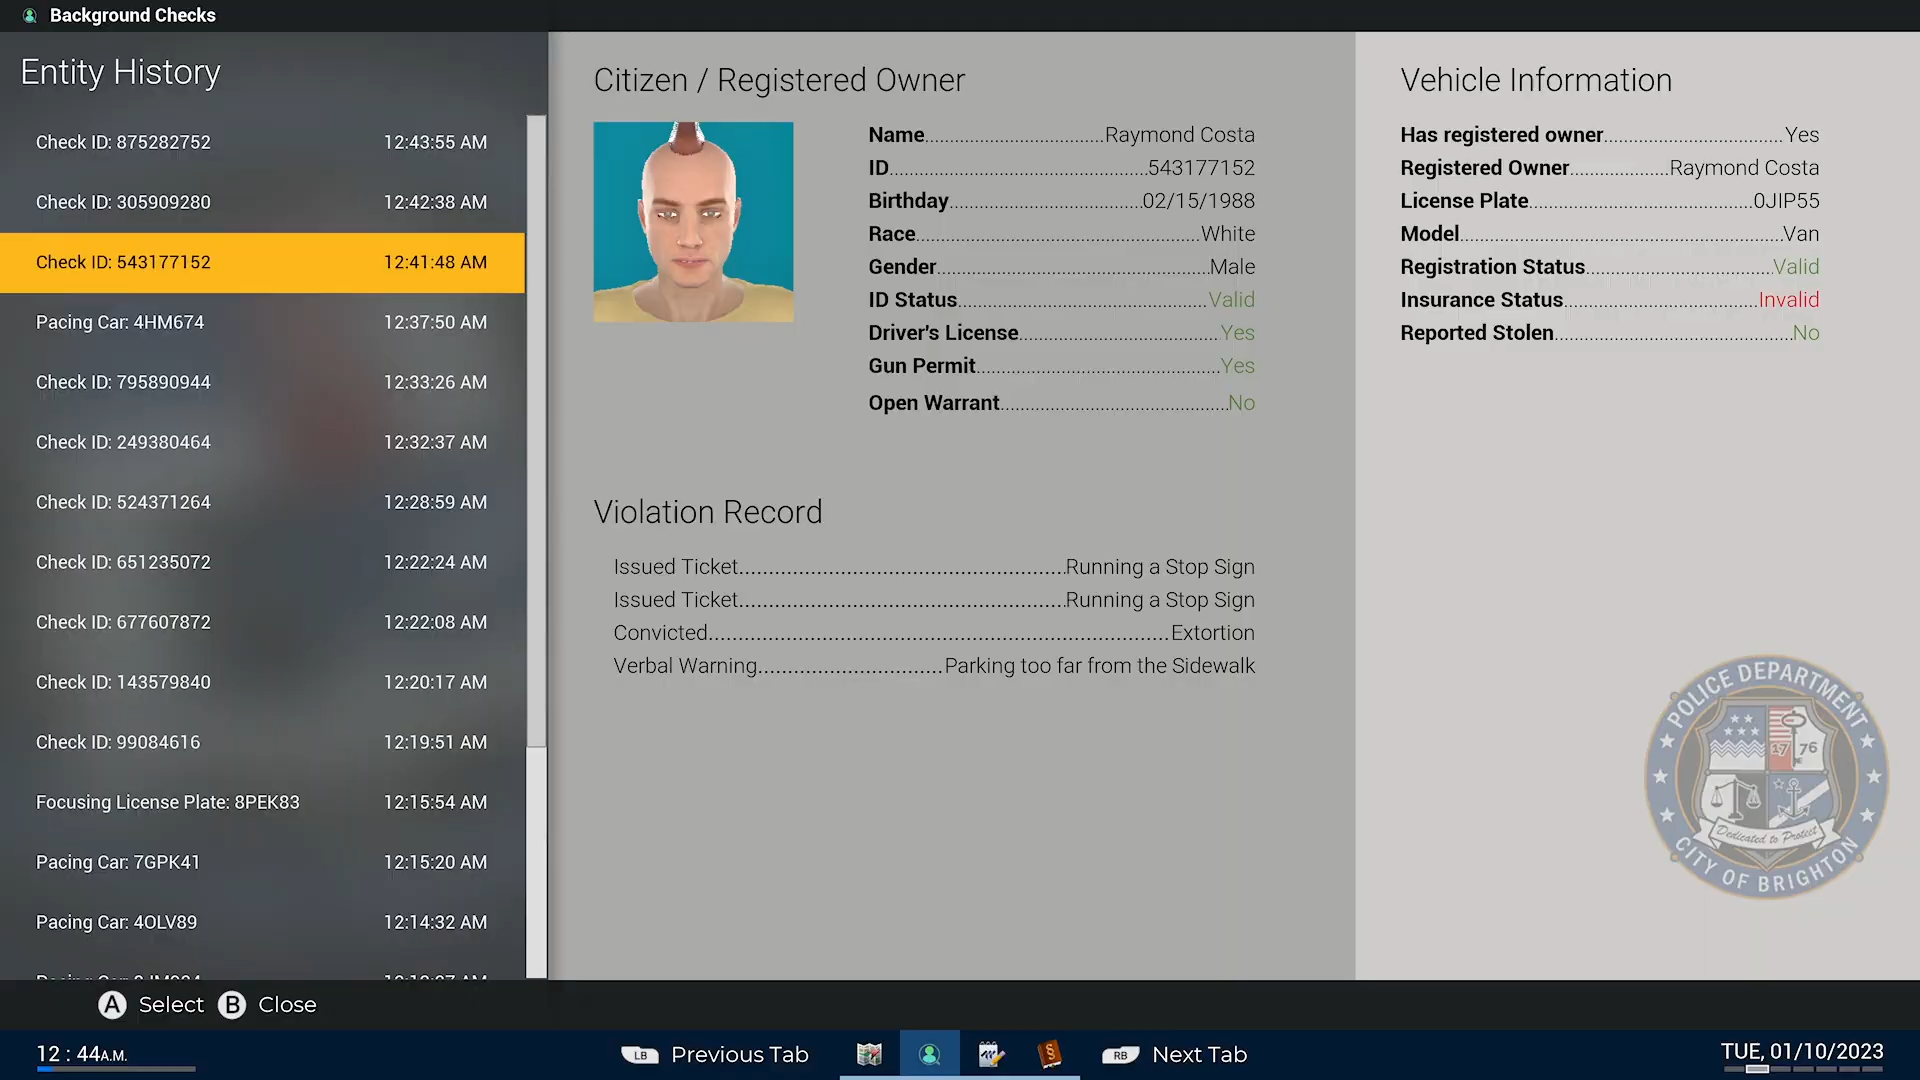 Background Checks
Entity History
Check ID: 875282752 12:43:55 AM
Check ID: 305909280 12:42:38 AM
Check ID: 543177152 12:41:48 AM
Pacing Car: 4HM674 12:37:50 AM
Check ID: 795890944 12:33:26 AM
Check ID: 249380464 12:32:37 AM
Check ID: 524371264 12:28:59 AM
Check ID: 651235072 12:22:24 AM
Check ID: 677607872 12:22:08 AM
Check ID: 143579840 12:20:17 AM
Check ID: 99084616 12:19:51 AM
Focusing License Plate: 8PEK83 12:15:54 AM
Pacing Car: 7GPK41 12:15:20 AM
Pacing Car: 4OLV89 12:14:32 AM
Citizen / Registered Owner
Name Raymond Costa
ID 543177152
Birthday 02/15/1988
Race White
Gender Male
ID Status Valid
Driver's License Yes
Gun Permit Yes
Open Warrant No
Violation Record
Issued Ticket Running a Stop Sign
Issued Ticket Running a Stop Sign
Convicted Extortion
Verbal Warning Parking too far from the Sidewalk
Vehicle Information
Has registered owner Yes
Registered Owner Raymond Costa
License Plate 0JIP55
Model Van
Registration Status Valid
Insurance Status Invalid
Reported Stolen No
POLICE DEPARTMENT
17 76
Dedicated to Protect
CITY OF BRIGHTON
A Select B Close
12 : 44 A.M.
LB Previous Tab
RB Next Tab
TUE, 01/10/2023